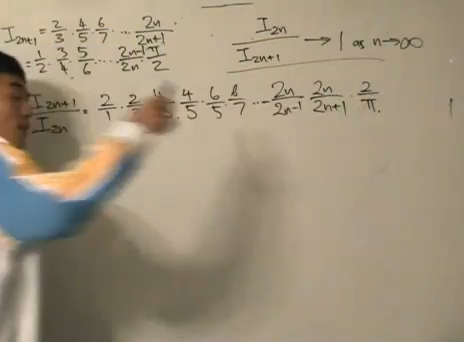 I₂ₙ₊₁ = 2/3 · 4/5 · 6/7 · ... · 2n/2n+1
= 1/2 · 3/4 · 5/6 · ... · 2n-1/2n π/2
I₂ₙ/I₂ₙ₊₁ → 1 as n→∞
I₂ₙ₊₁/I₂ₙ = 2/1 · 2/ 4/ · 4/5 · 6/5 · 8/7 ... 2n/2n-1 2n/2n+1 · 2/π.